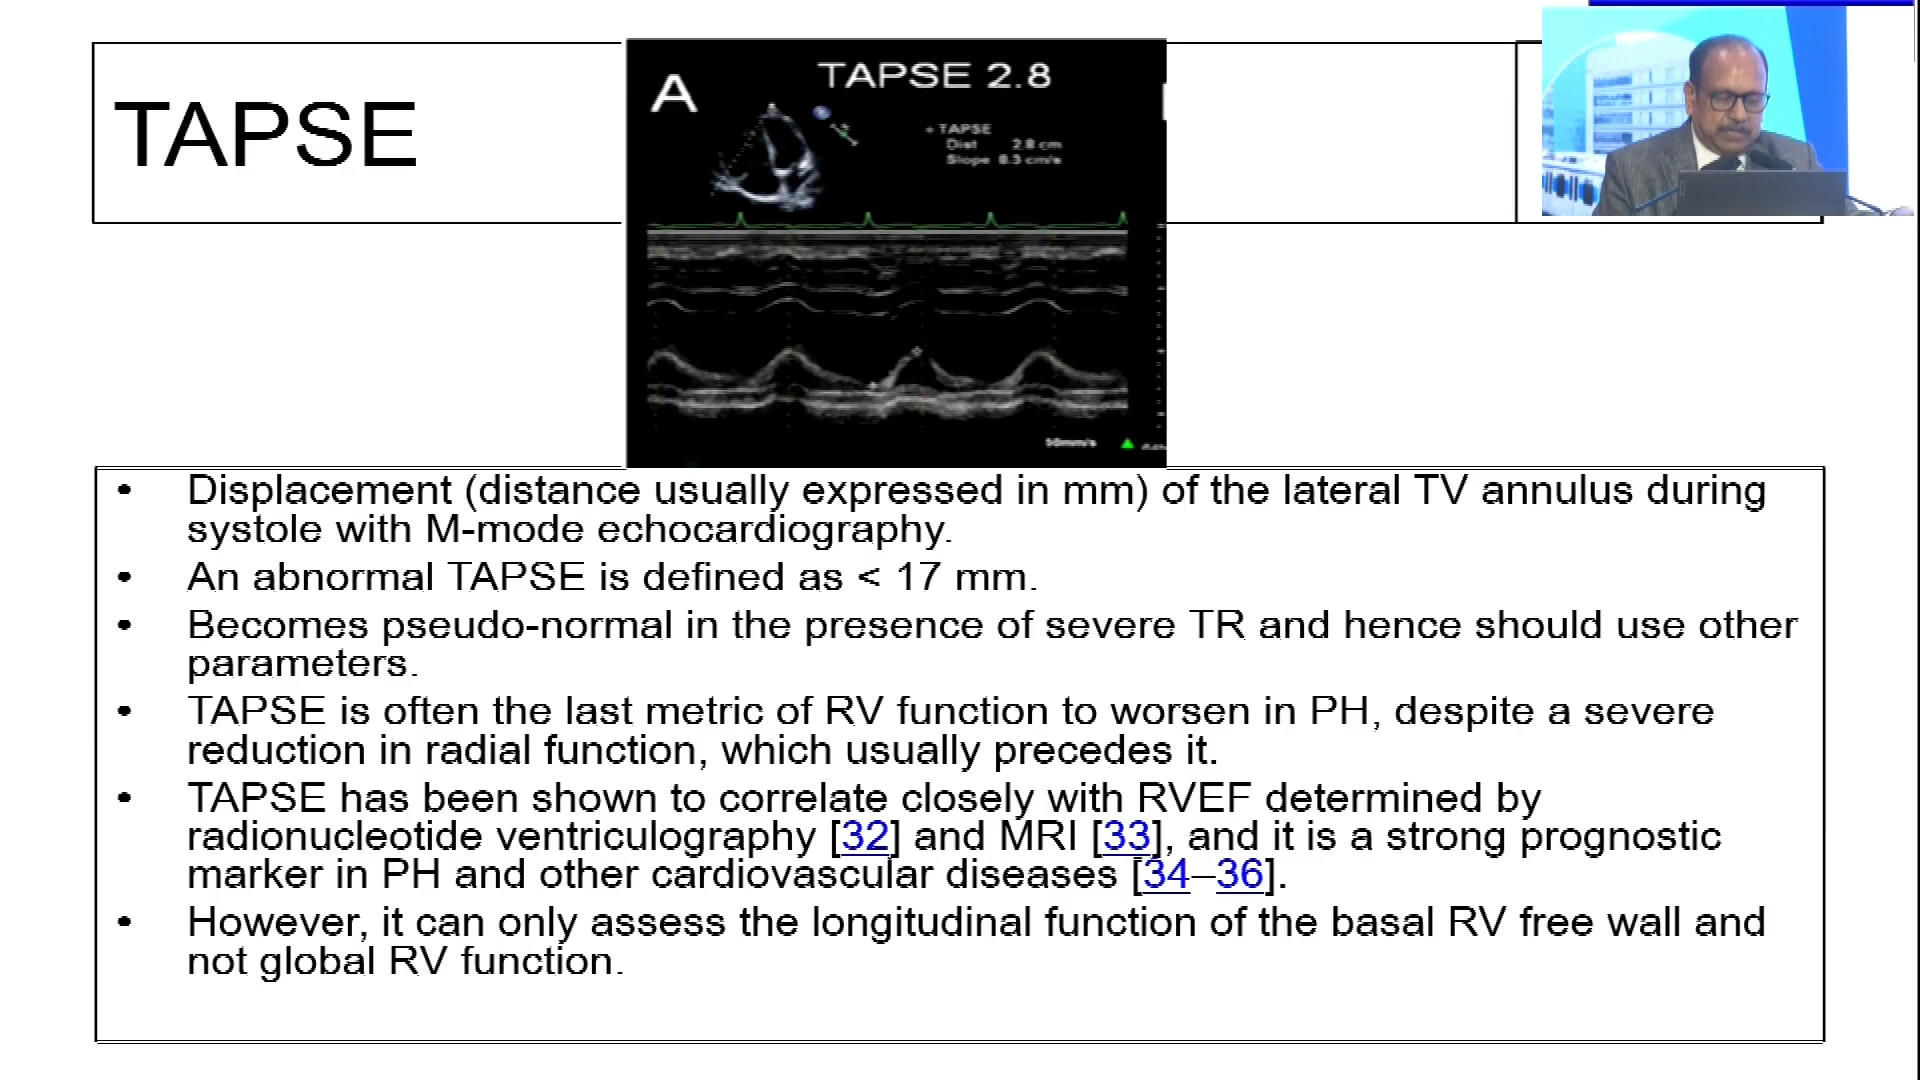 TAPSE
A
TAPSE 2.8
+ TAPSE
Dist 2.8 cm
Slope 8.3 cm/s
50mm/s
• Displacement (distance usually expressed in mm) of the lateral TV annulus during
systole with M-mode echocardiography.
• An abnormal TAPSE is defined as < 17 mm.
• Becomes pseudo-normal in the presence of severe TR and hence should use other
parameters.
• TAPSE is often the last metric of RV function to worsen in PH, despite a severe
reduction in radial function, which usually precedes it.
• TAPSE has been shown to correlate closely with RVEF determined by
radionucleotide ventriculography [32] and MRI [33], and it is a strong prognostic
marker in PH and other cardiovascular diseases [34–36].
• However, it can only assess the longitudinal function of the basal RV free wall and
not global RV function.